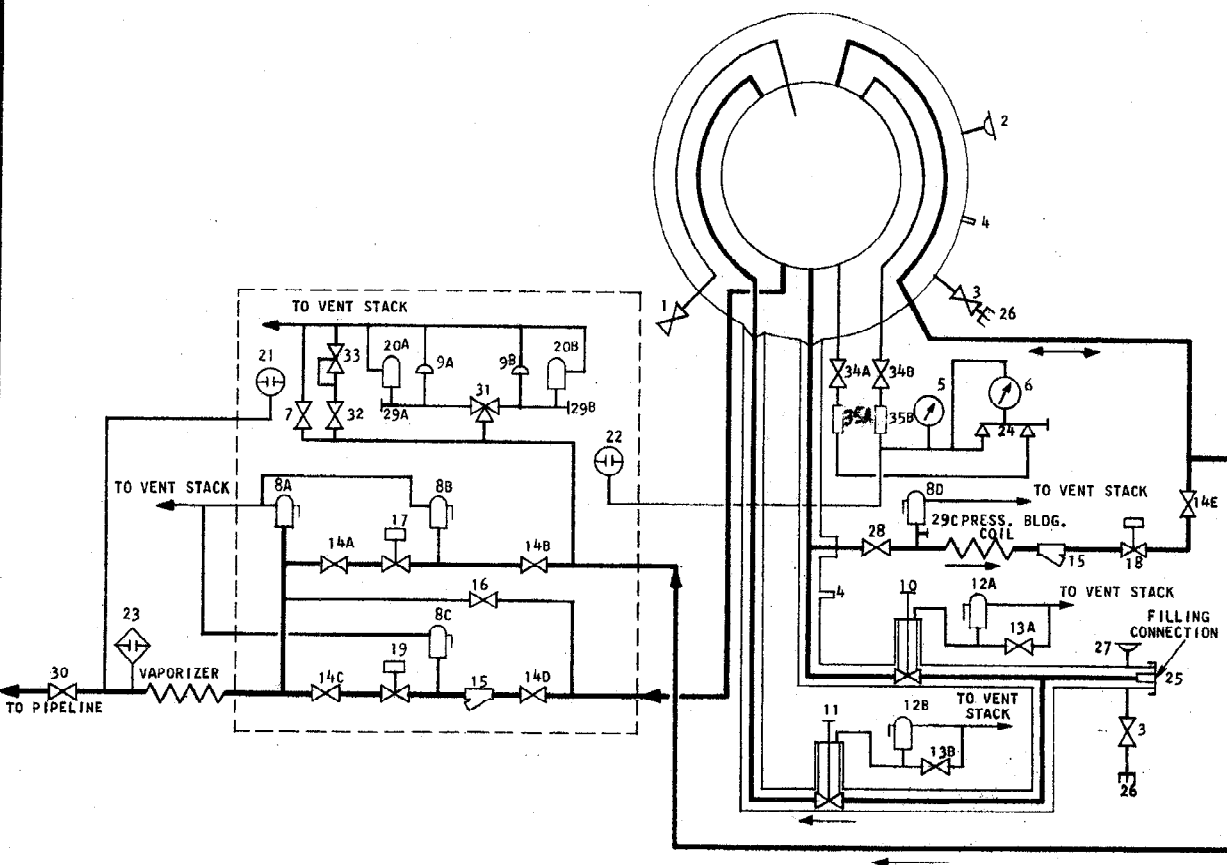 2
4
3
26
1
TO VENT STACK
33
20A
9A
9B
20B
21
7
32
29A
31
29B
34A
34B
5
6
35A
35B
24
22
TO VENT STACK
8A
8B
8D
TO VENT STACK
14E
17
29C PRESS. BLDG.
COIL
14A
14B
28
15
18
16
4
10
12A
TO VENT STACK
23
8C
13A
FILLING
CONNECTION
27
19
VAPORIZER
30
14C
15
14D
25
TO PIPELINE
TO VENT
STACK
11
12B
3
13B
26